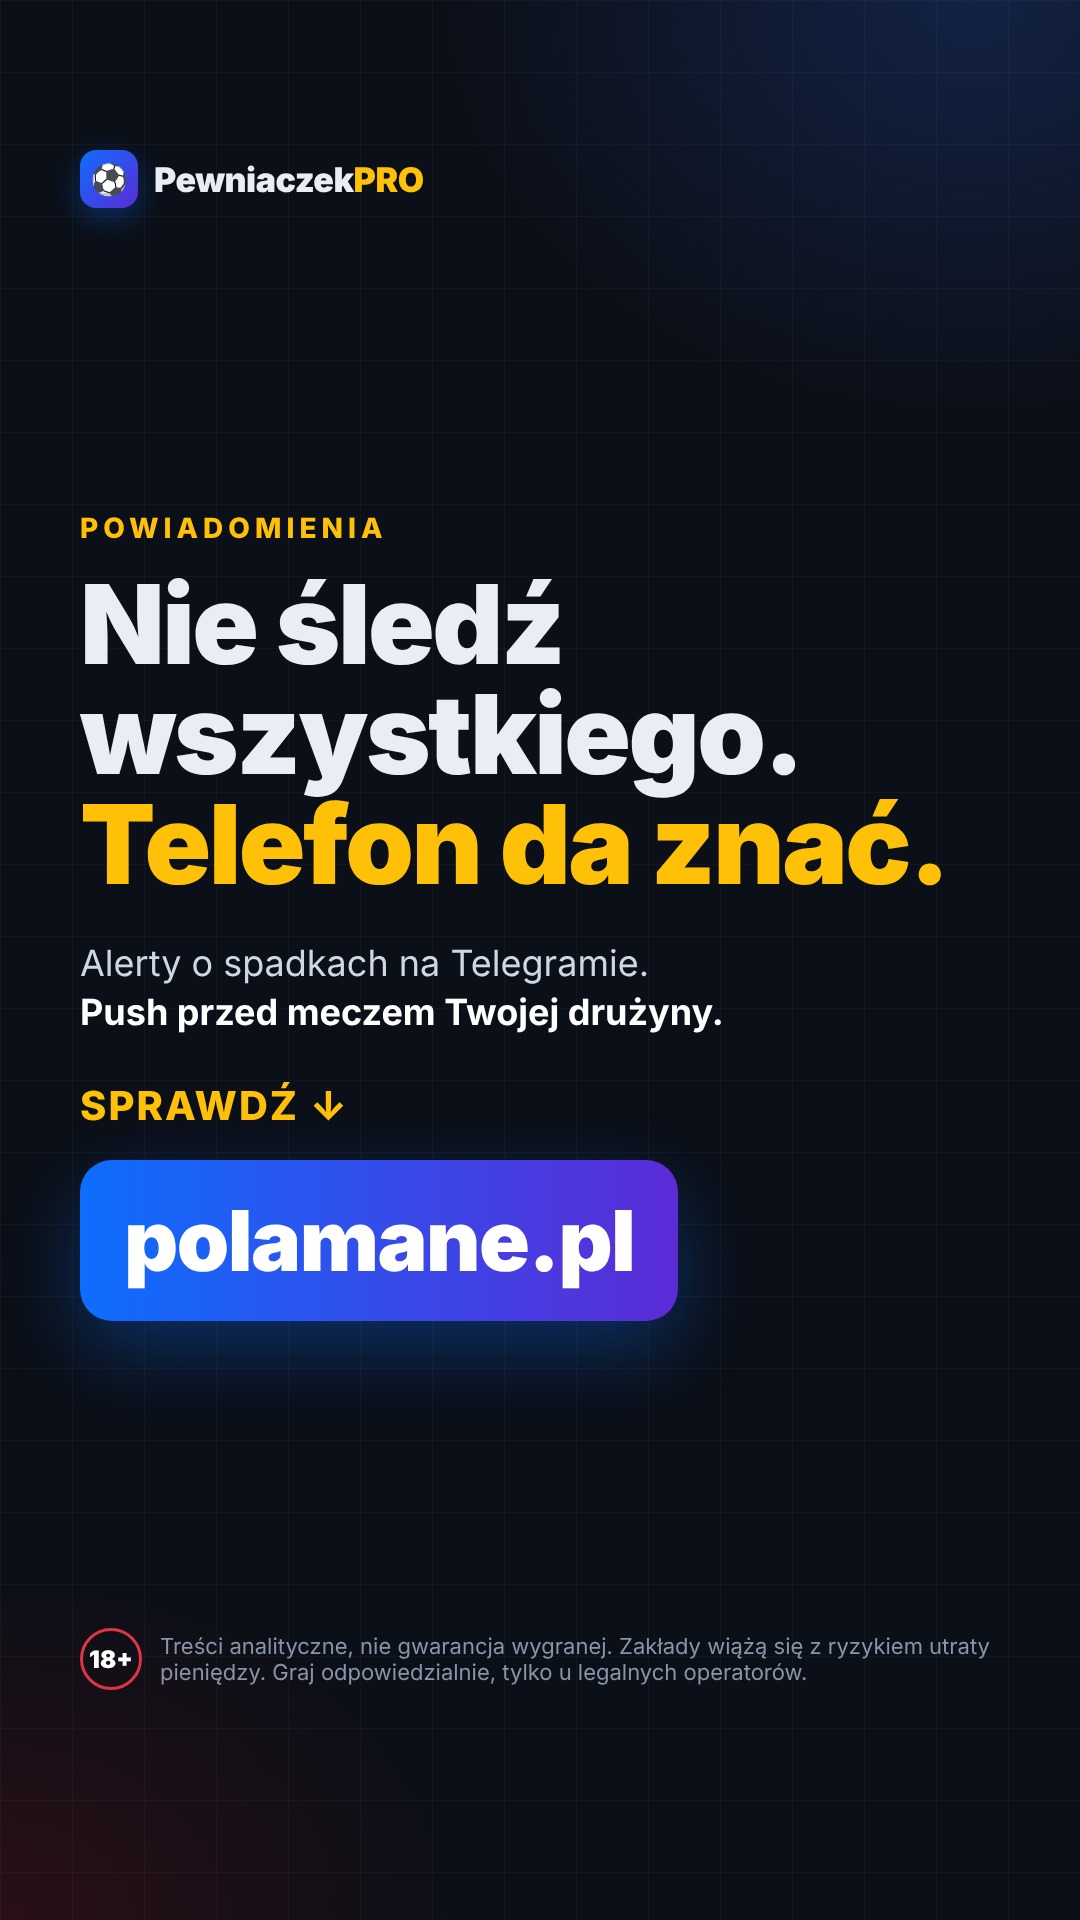 PewniaczekPRO
POWIADOMIENIA
Nie śledź
wszystkiego.
Telefon da znać.
Alerty o spadkach na Telegramie.
Push przed meczem Twojej drużyny.
SPRAWDŹ ↓
polamane.pl
18+
Treści analityczne, nie gwarancja wygranej. Zakłady wiążą się z ryzykiem utraty
pieniędzy. Graj odpowiedzialnie, tylko u legalnych operatorów.